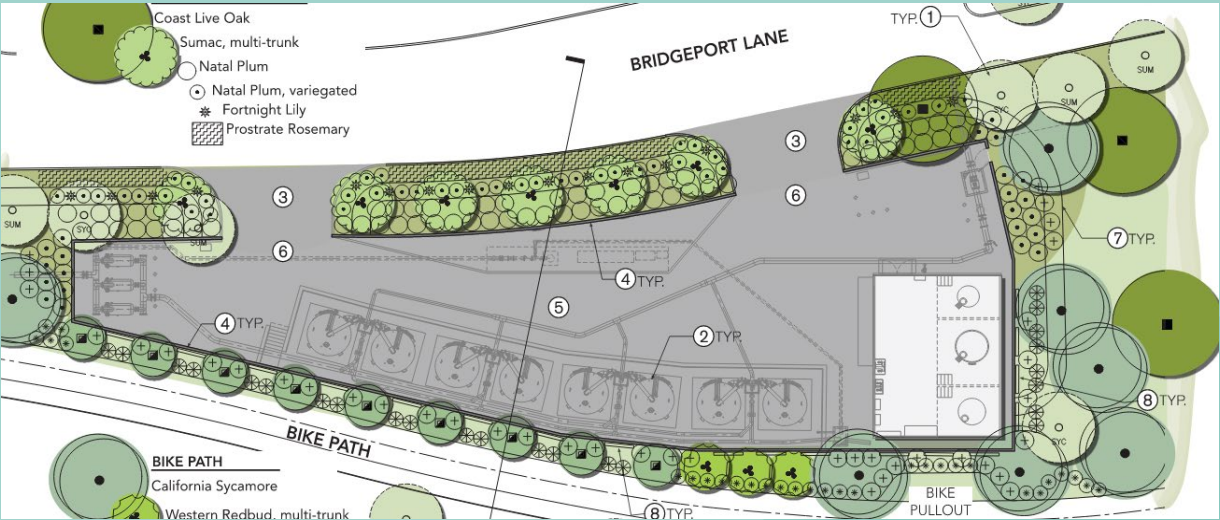 Coast Live Oak
Sumac, multi-trunk
Natal Plum
Natal Plum, variegated
Fortnight Lily
Prostrate Rosemary
BRIDGEPORT LANE
TYP. 1
SUM
SUM
SYC
3
3
6
6
SUM
SYC
SUM
7 TYP.
4 TYP.
5
4 TYP.
2 TYP.
8 TYP.
SYC
BIKE PATH
BIKE PATH
California Sycamore
Western Redbud, multi-trunk
8 TYP.
BIKE
PULLOUT